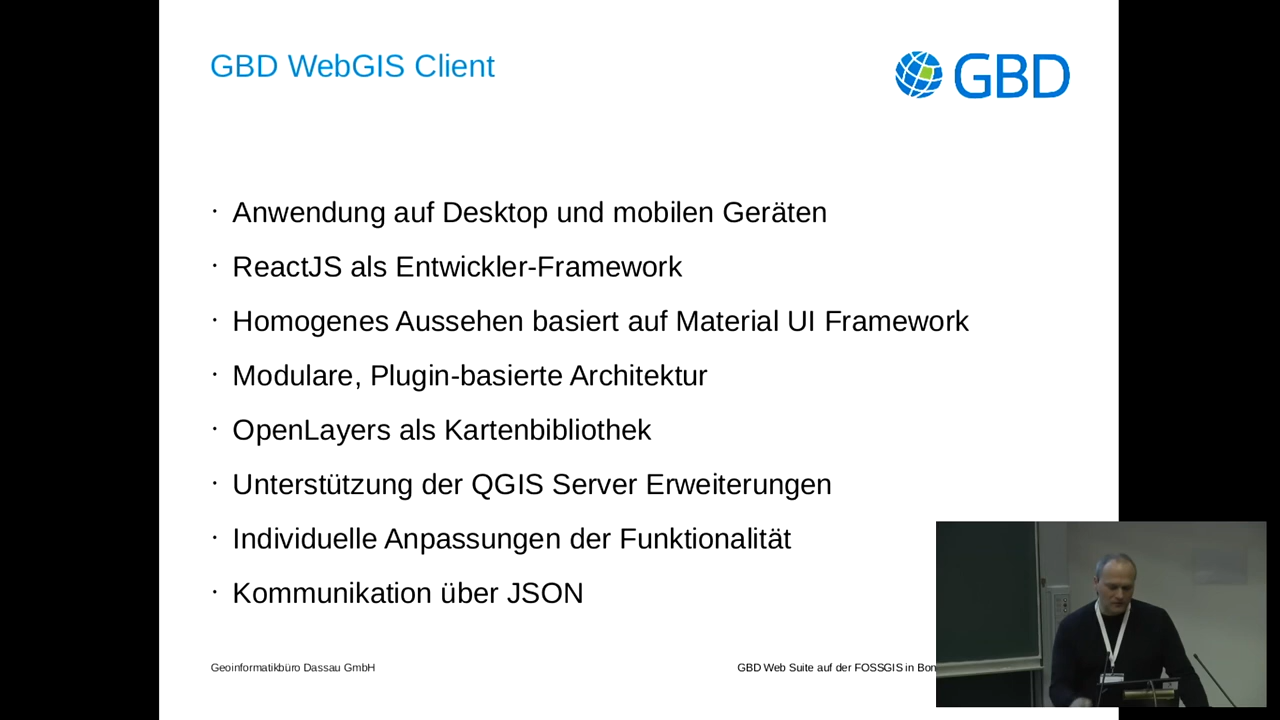 GBD WebGIS Client
GBD
· Anwendung auf Desktop und mobilen Geräten
· ReactJS als Entwickler-Framework
· Homogenes Aussehen basiert auf Material UI Framework
· Modulare, Plugin-basierte Architektur
· OpenLayers als Kartenbibliothek
· Unterstützung der QGIS Server Erweiterungen
· Individuelle Anpassungen der Funktionalität
· Kommunikation über JSON
Geoinformatikbüro Dassau GmbH
GBD Web Suite auf der FOSSGIS in Bon